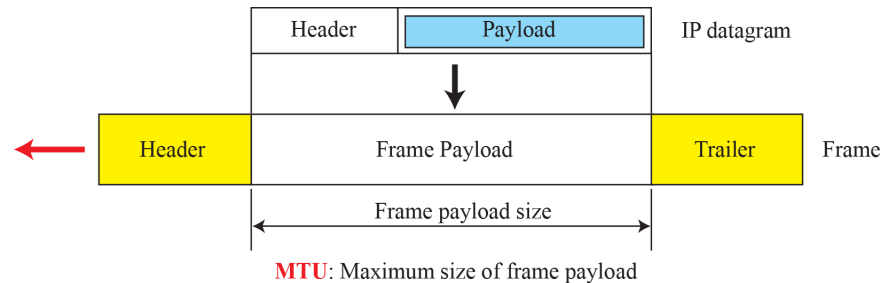 Header Payload IP datagram
Header Frame Payload Trailer Frame
Frame payload size
MTU: Maximum size of frame payload